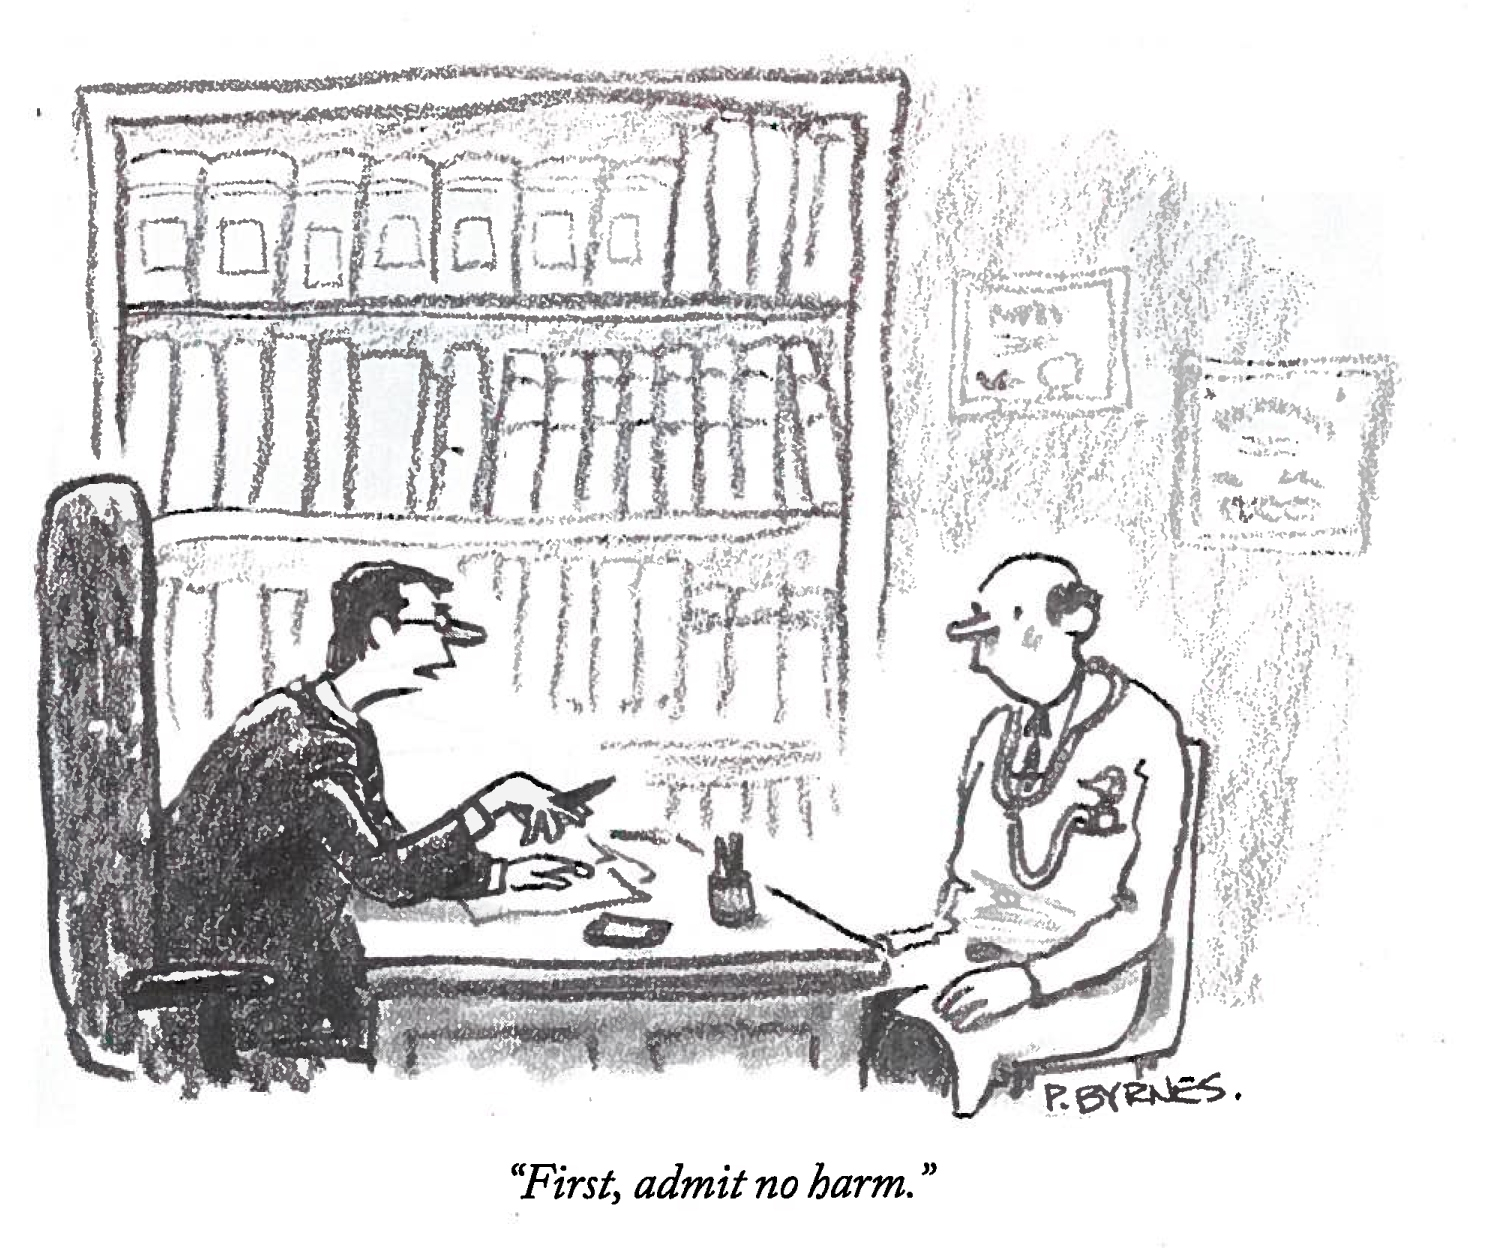 P. BYRNES.
“First, admit no harm.”